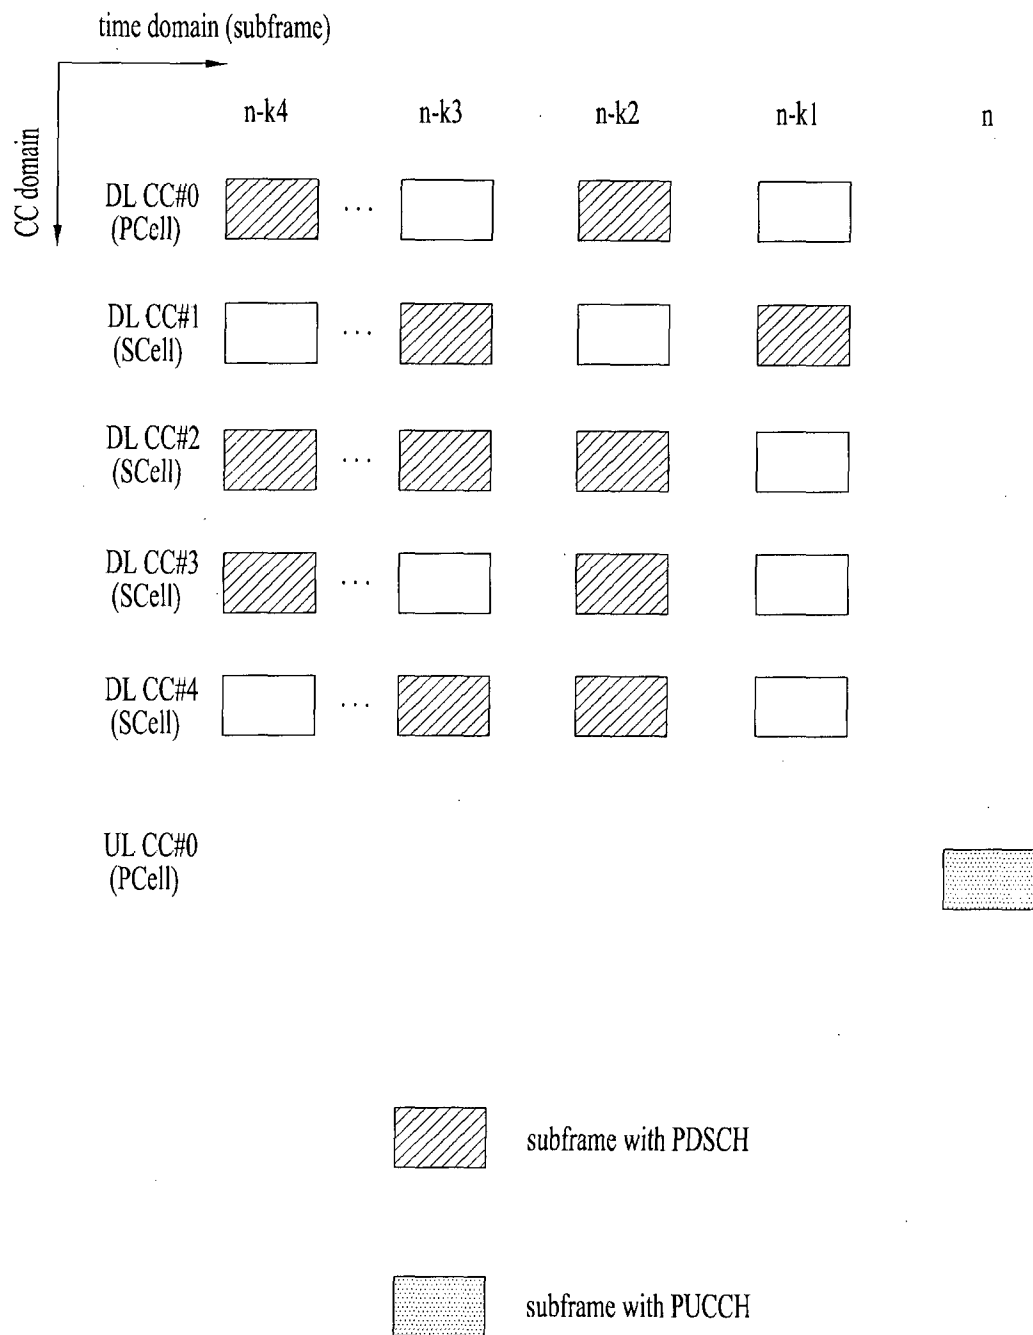 time domain (subframe)
CC domain
n-k4 n-k3 n-k2 n-k1 n
DL CC#0
(PCell)
...
DL CC#1
(SCell)
...
DL CC#2
(SCell)
...
DL CC#3
(SCell)
...
DL CC#4
(SCell)
...
UL CC#0
(PCell)
subframe with PDSCH
subframe with PUCCH